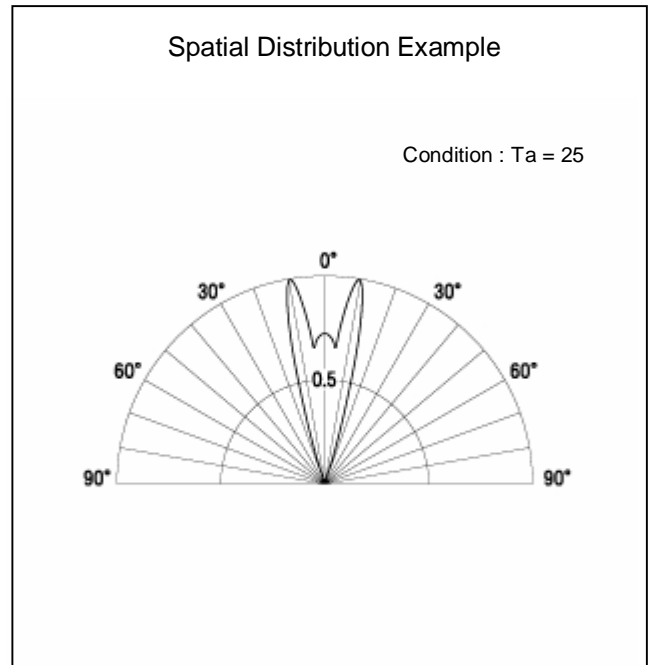 Spatial Distribution Example
Condition : Ta = 25
0°
30° 30°
60° 60°
0.5
90° 90°